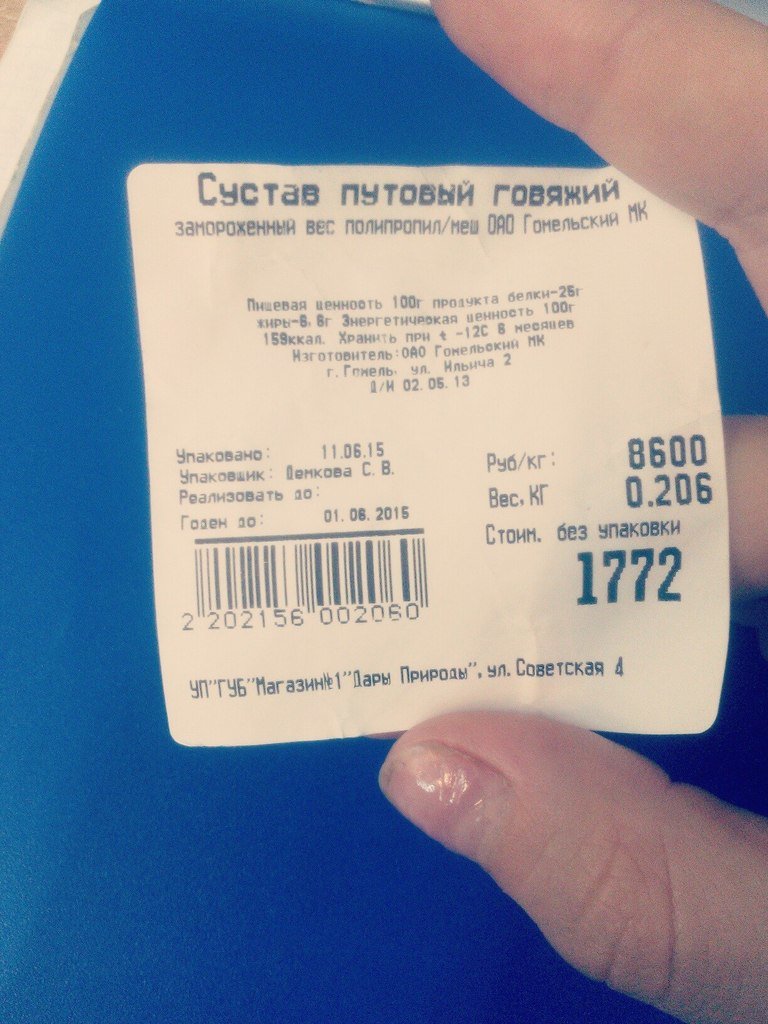 Сустав путовый говяжий
замороженный вес полипропил/меш ОАО Гомельский МК
Пищевая ценность 100г продукта белки-26г
жиры-6,6г Энергетическая ценность 100г
159ккал. Хранить при t -12С 6 месяцев
Изготовитель:ОАО Гомельский МК
г.Гомель. ул. Ильича 2
Д/И 02.05.13
Упаковано: 11.06.15
Упаковщик: Демкова С.В.
Реализовать до:
Годен до: 01.08.2015
Руб/кг: 8600
Вес,КГ 0.206
Стоим. без упаковки
1772
2 202156 002060
УП"ГУБ"Магазин№1"Дары Природы",ул.Советская 4